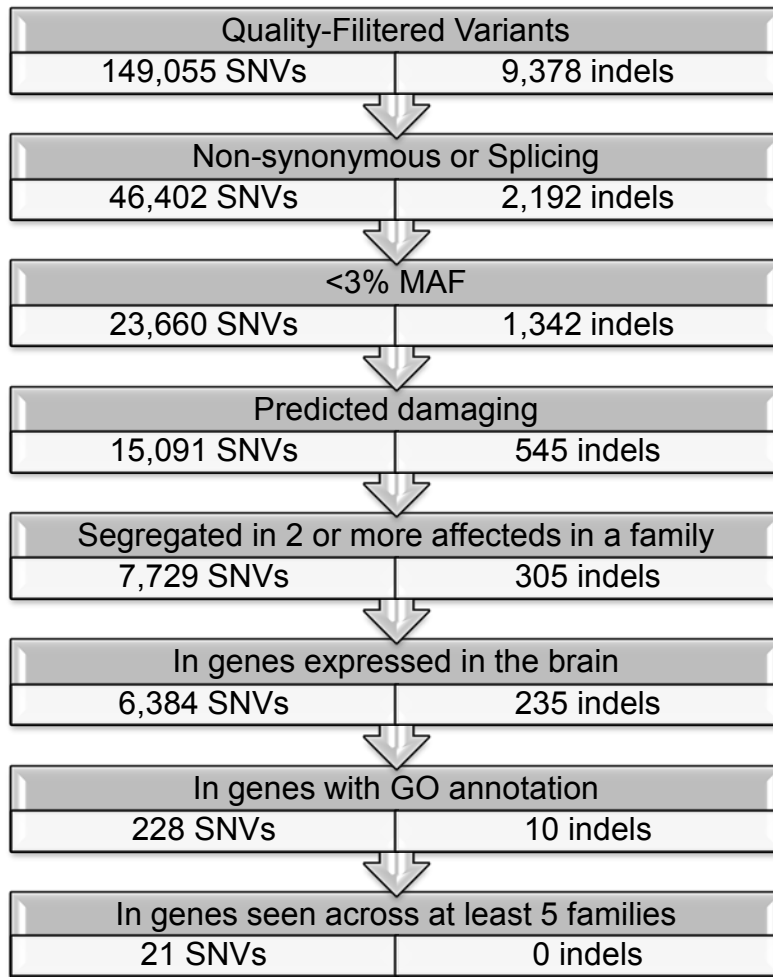 Quality-Filitered Variants
149,055 SNVs 9,378 indels
Non-synonymous or Splicing
46,402 SNVs 2,192 indels
<3% MAF
23,660 SNVs 1,342 indels
Predicted damaging
15,091 SNVs 545 indels
Segregated in 2 or more affecteds in a family
7,729 SNVs 305 indels
In genes expressed in the brain
6,384 SNVs 235 indels
In genes with GO annotation
228 SNVs 10 indels
In genes seen across at least 5 families
21 SNVs 0 indels